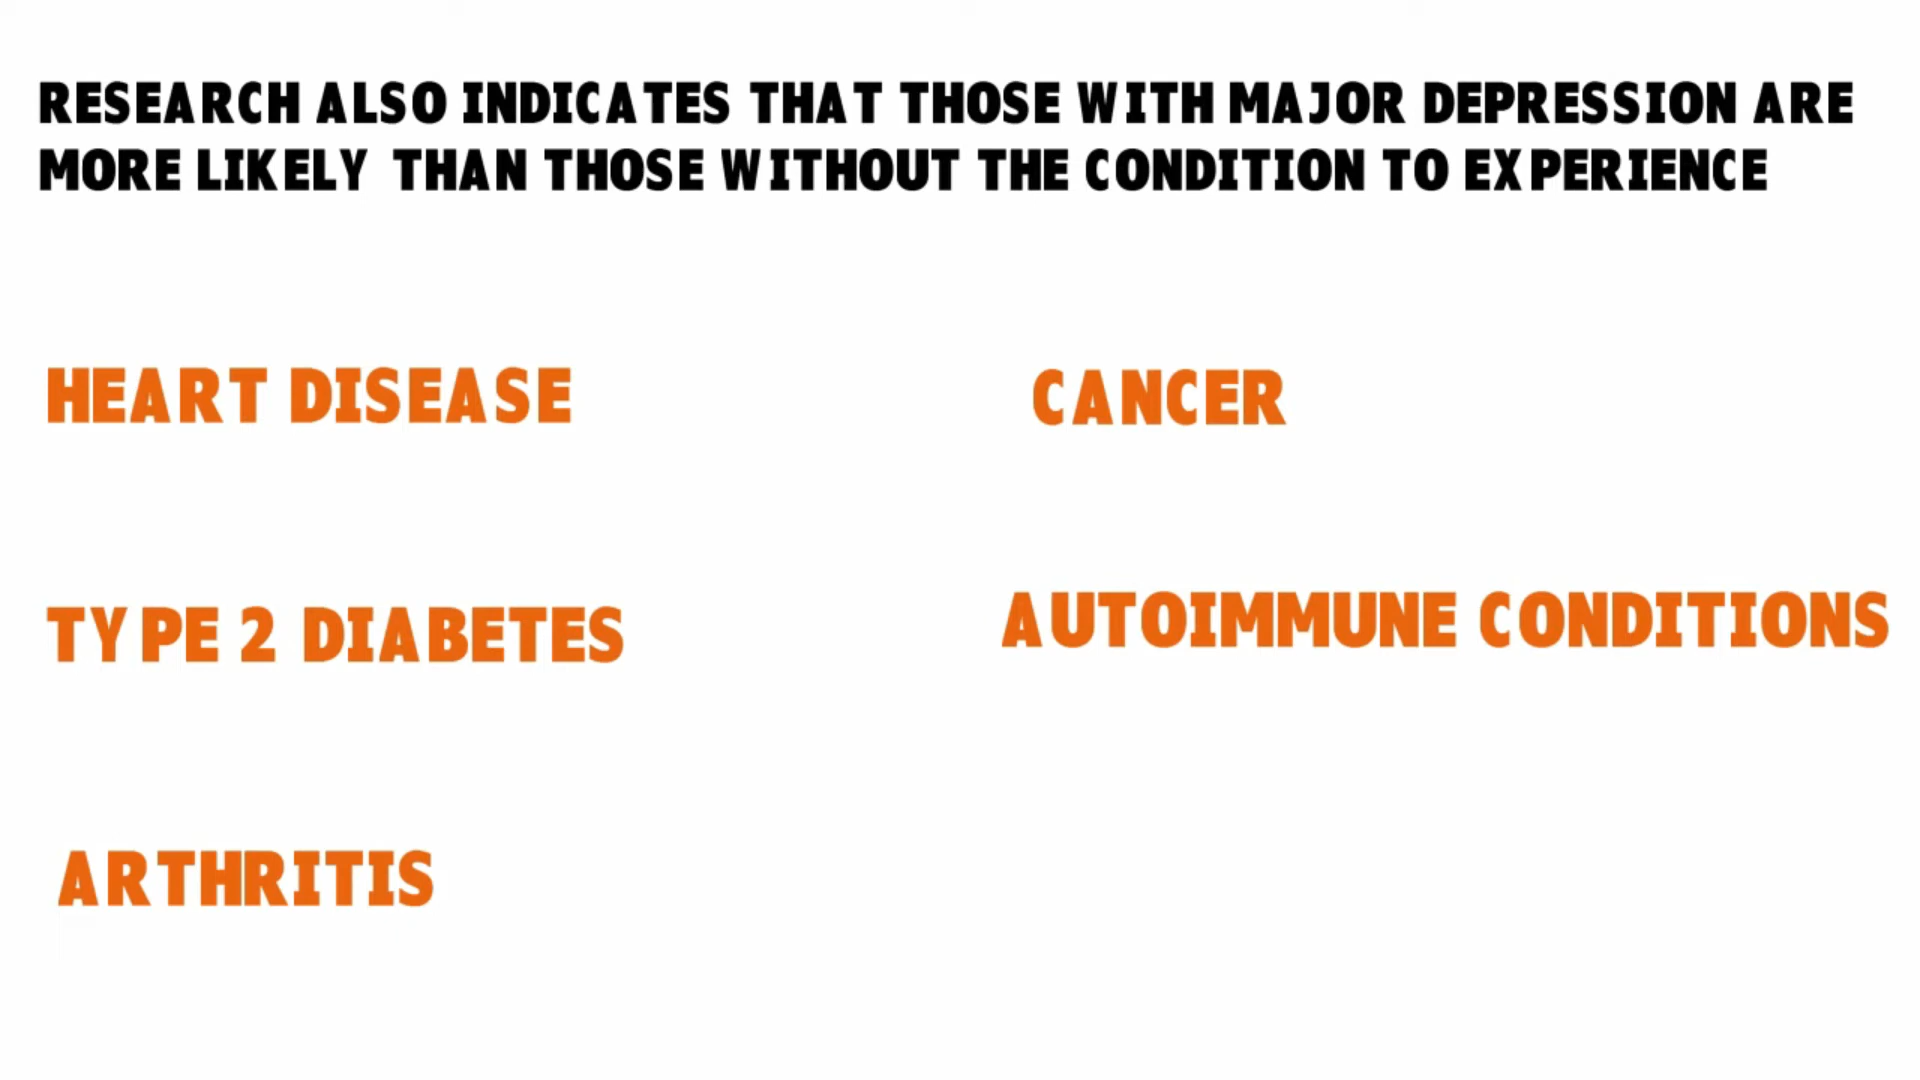 RESEARCH ALSO INDICATES THAT THOSE WITH MAJOR DEPRESSION ARE
MORE LIKELY THAN THOSE WITHOUT THE CONDITION TO EXPERIENCE
HEART DISEASE
CANCER
TYPE 2 DIABETES
AUTOIMMUNE CONDITIONS
ARTHRITIS